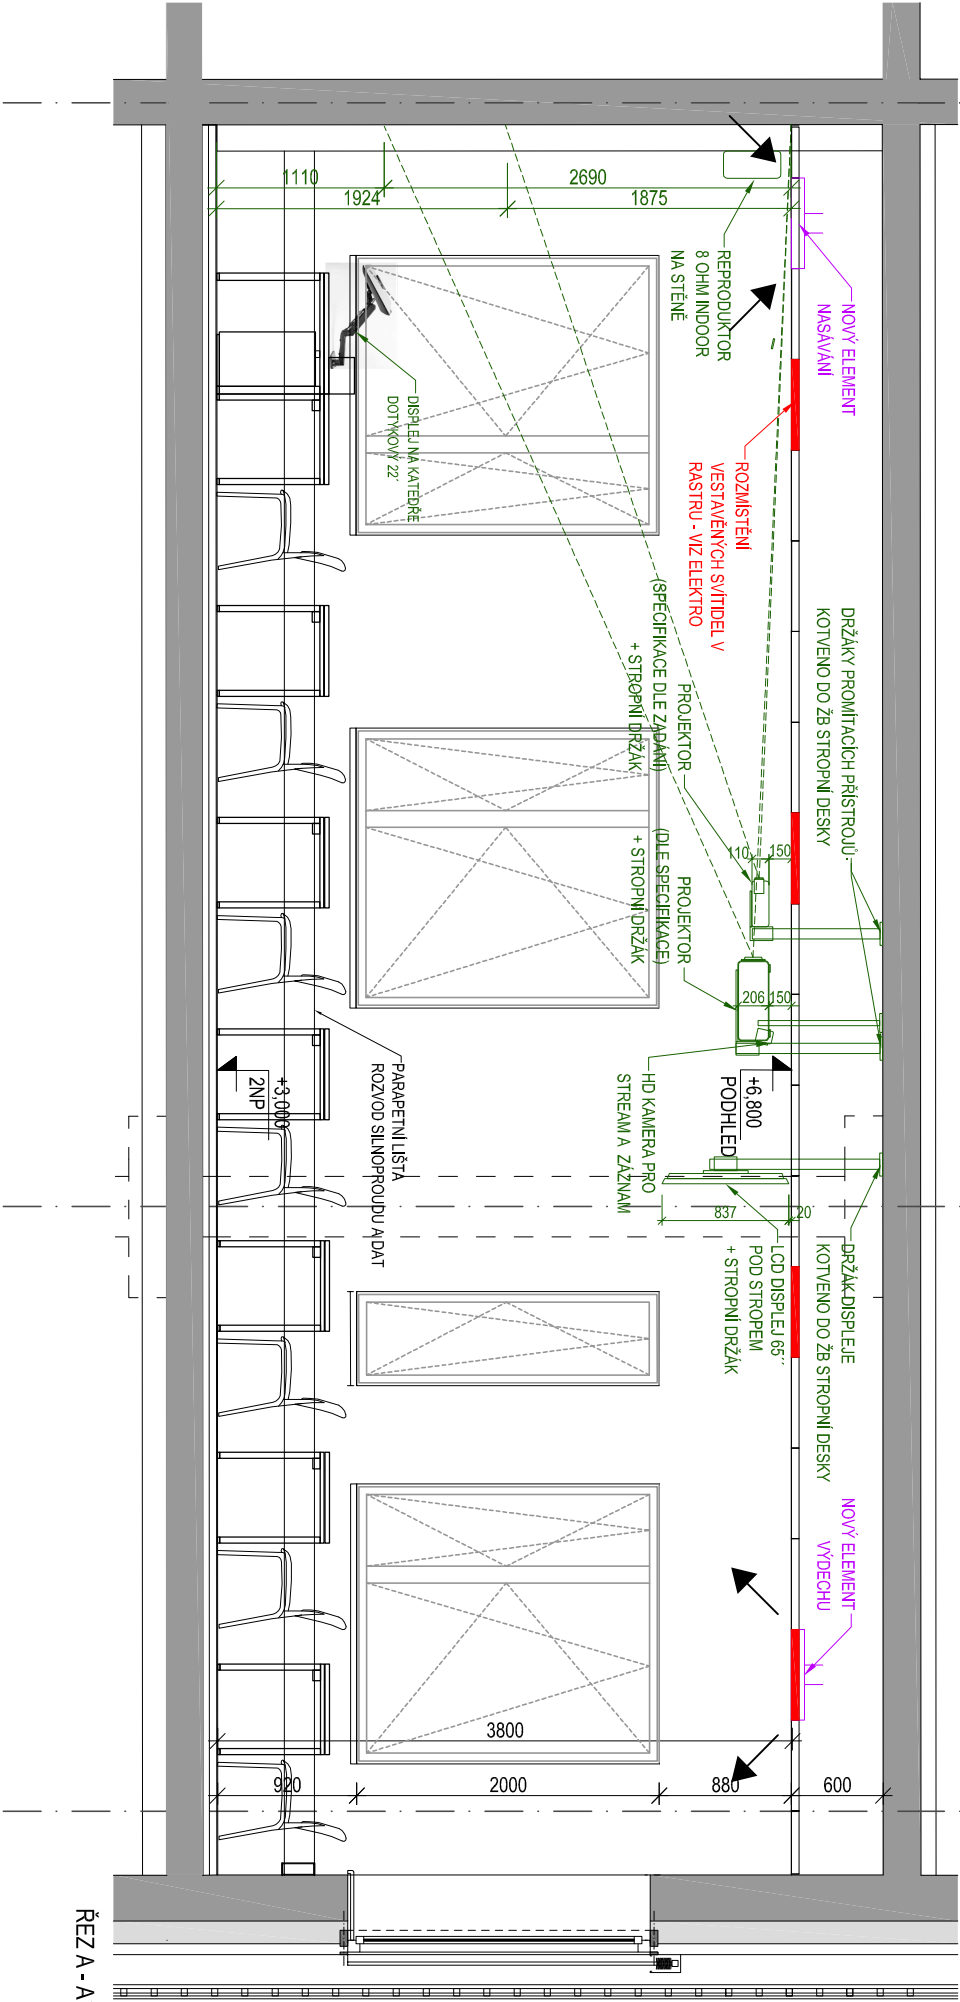 NOVÝ ELEMENT
NASÁVÁNÍ
DRŽÁKY PROMÍTACÍCH PŘÍSTROJŮ:
KOTVENO DO ŽB STROPNÍ DESKY
DRŽÁK DISPLEJE
KOTVENO DO ŽB STROPNÍ DESKY
NOVÝ ELEMENT
VÝDECHU
REPRODUKTOR
8 OHM INDOOR
NA STĚNĚ
ROZMÍSTĚNÍ
VESTAVĚNÝCH SVÍTIDEL V
RASTRU - VIZ ELEKTRO
PROJEKTOR
(SPECIFIKACE DLE ZADÁNÍ)
+ STROPNÍ DRŽÁK
PROJEKTOR
(DLE SPECIFIKACE)
+ STROPNÍ DRŽÁK
HD KAMERA PRO
STREAM A ZÁZNAM
+6,800
PODHLED
LCD DISPLEJ 65´´
POD STROPEM
+ STROPNÍ DRŽÁK
DISPLEJ NA KATEDŘE
DOTYKOVÝ 22´
PARAPETNÍ LIŠTA
ROZVOD SILNOPROUDU A DAT
+3,000
2NP
1110
2690
1924
1875
110
150
206
150
837
20
3800
920
2000
880
600
ŘEZ A - A